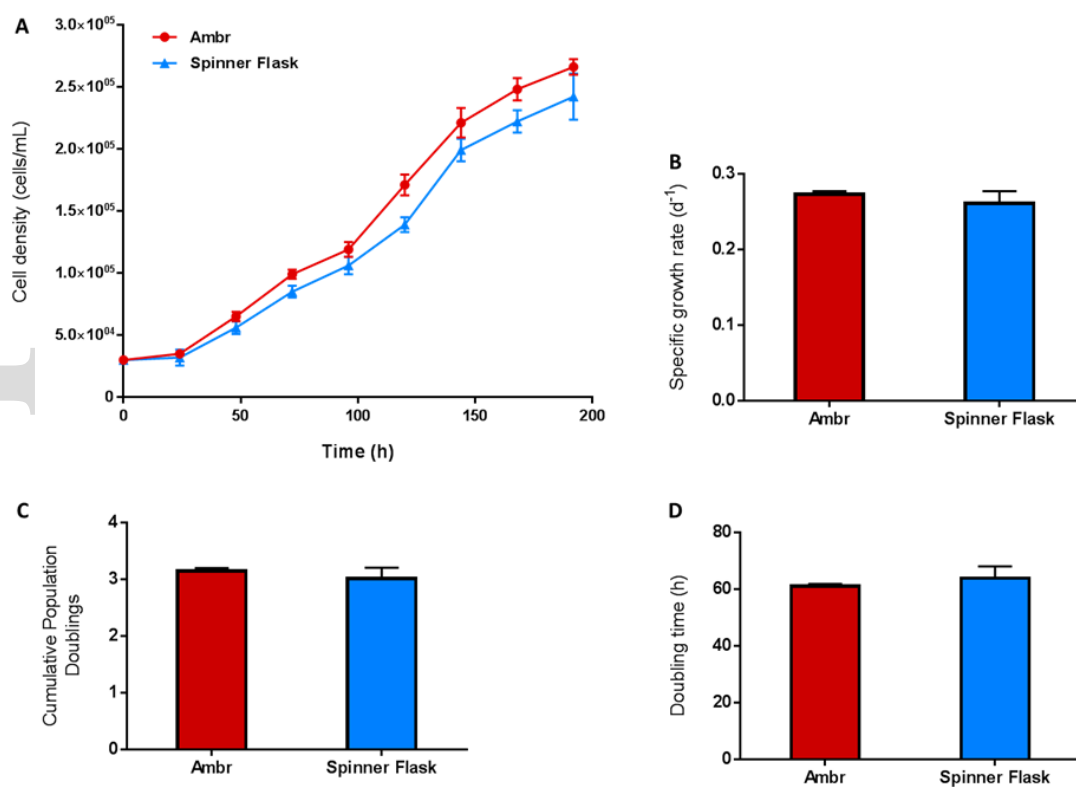 A
3.0×10⁰⁵
2.5×10⁰⁵
2.0×10⁰⁵
1.5×10⁰⁵
1.0×10⁰⁵
5.0×10⁰⁴
0
Cell density (cells/mL)
Ambr
Spinner Flask
0 50 100 150 200
Time (h)
B
0.3
0.2
0.1
0.0
Specific growth rate (d⁻¹)
Ambr Spinner Flask
C
4
3
2
1
0
Cumulative Population
Doublings
Ambr Spinner Flask
D
80
60
40
20
0
Doubling time (h)
Ambr Spinner Flask